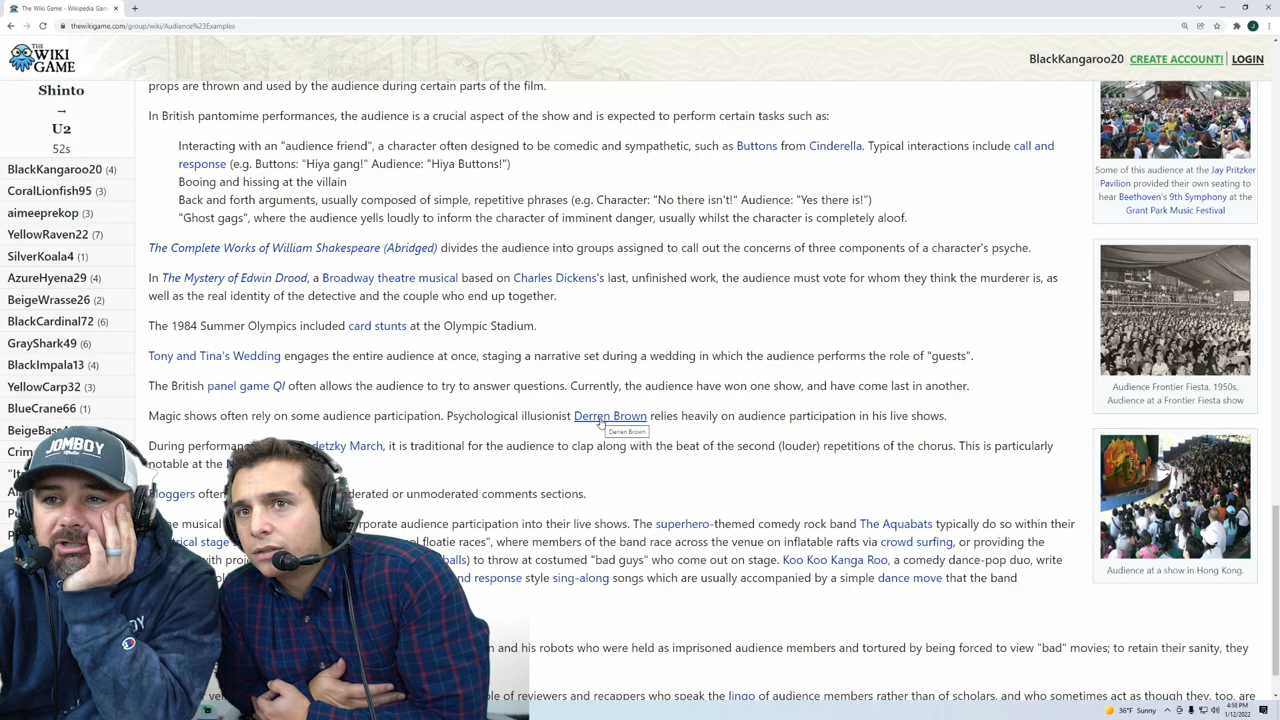 The Wiki Game - Wikipedia Gam
thewikigame.com/group/wiki/Audience%23Examples
THE WIKI GAME
BlackKangaroo20 CREATE ACCOUNT! | LOGIN
Shinto
→
U2
52s
BlackKangaroo20 (4)
CoralLionfish95 (3)
aimeeprekop (3)
YellowRaven22 (7)
SilverKoala4 (1)
AzureHyena29 (4)
BeigeWrasse26 (2)
BlackCardinal72 (6)
GrayShark49 (6)
BlackImpala13 (4)
YellowCarp32 (3)
BlueCrane66 (1)
props are thrown and used by the audience during certain parts of the film.
In British pantomime performances, the audience is a crucial aspect of the show and is expected to perform certain tasks such as:
Interacting with an "audience friend", a character often designed to be comedic and sympathetic, such as Buttons from Cinderella. Typical interactions include call and
response (e.g. Buttons: "Hiya gang!" Audience: "Hiya Buttons!")
Booing and hissing at the villain
Back and forth arguments, usually composed of simple, repetitive phrases (e.g. Character: "No there isn't!" Audience: "Yes there is!")
"Ghost gags", where the audience yells loudly to inform the character of imminent danger, usually whilst the character is completely aloof.
The Complete Works of William Shakespeare (Abridged) divides the audience into groups assigned to call out the concerns of three components of a character's psyche.
In The Mystery of Edwin Drood, a Broadway theatre musical based on Charles Dickens's last, unfinished work, the audience must vote for whom they think the murderer is, as
well as the real identity of the detective and the couple who end up together.
The 1984 Summer Olympics included card stunts at the Olympic Stadium.
Tony and Tina's Wedding engages the entire audience at once, staging a narrative set during a wedding in which the audience performs the role of "guests".
The British panel game QI often allows the audience to try to answer questions. Currently, the audience have won one show, and have come last in another.
Magic shows often rely on some audience participation. Psychological illusionist Derren Brown relies heavily on audience participation in his live shows.
Derren Brown
During performan detzky March, it is traditional for the audience to clap along with the beat of the second (louder) repetitions of the chorus. This is particularly
notable at the
Bloggers often derated or unmoderated comments sections.
me musical orporate audience participation into their live shows. The superhero-themed comedy rock band The Aquabats typically do so within their
trical stage ol floatie races", where members of the band race across the venue on inflatable rafts via crowd surfing, or providing the
with proj balls) to throw at costumed "bad guys" who come out on stage. Koo Koo Kanga Roo, a comedy dance-pop duo, write
nd response style sing-along songs which are usually accompanied by a simple dance move that the band
n and his robots who were held as imprisoned audience members and tortured by being forced to view "bad" movies; to retain their sanity, they
ole of reviewers and recappers who speak the lingo of audience members rather than of scholars, and who sometimes act as though they, too, are
Some of this audience at the Jay Pritzker
Pavilion provided their own seating to
hear Beethoven's 9th Symphony at the
Grant Park Music Festival
Audience Frontier Fiesta, 1950s,
Audience at a Frontier Fiesta show
Audience at a show in Hong Kong.
JOMBOY
MEDIA
36°F Sunny
4:58 PM
1/12/2022